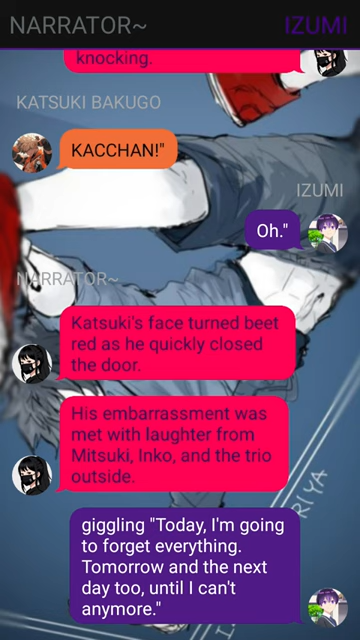 NARRATOR~
IZUMI
knocking.
KATSUKI BAKUGO
KACCHAN!"
IZUMI
Oh."
NARRATOR~
Katsuki's face turned beet
red as he quickly closed
the door.
His embarrassment was
met with laughter from
Mitsuki, Inko, and the trio
outside.
giggling "Today, I'm going
to forget everything.
Tomorrow and the next
day too, until I can't
anymore."